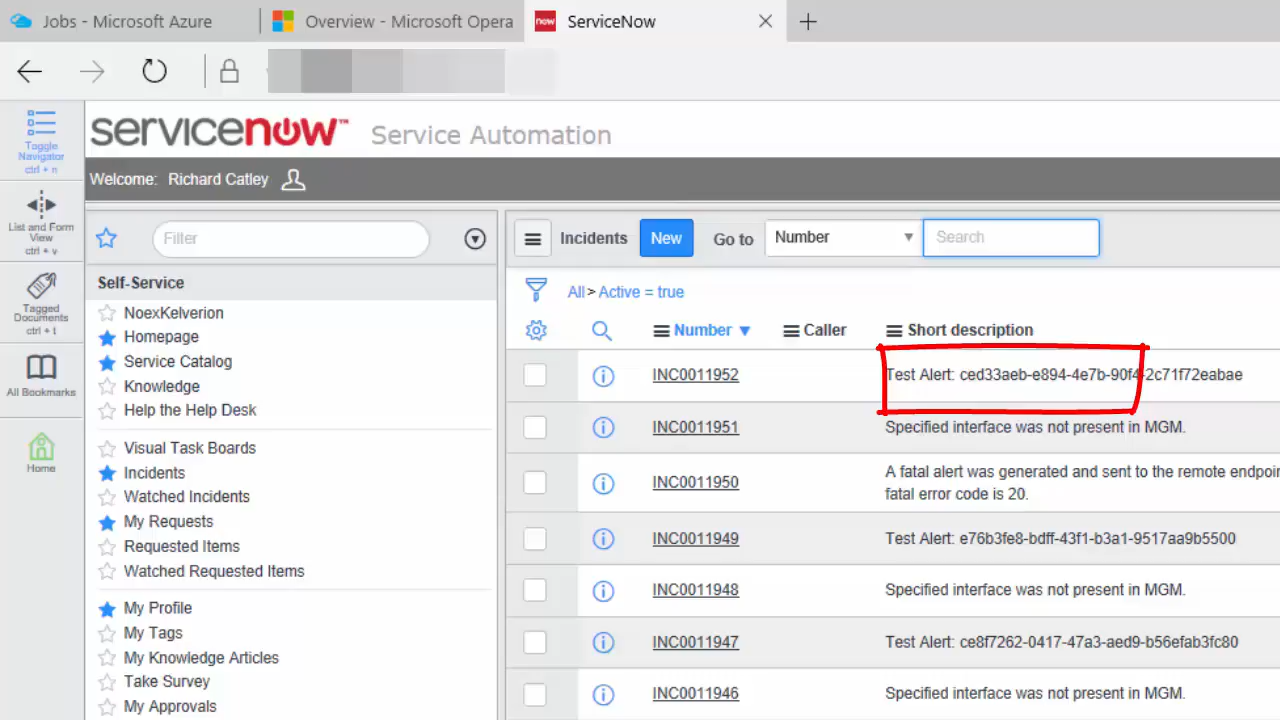 Jobs - Microsoft Azure
Overview - Microsoft Opera
now
ServiceNow
servicenow™ Service Automation
Welcome: Richard Catley
Toggle
Navigator
ctrl + n
List and Form
View
ctrl + v
Tagged
Documents
ctrl + t
All Bookmarks
Home
Filter
Self-Service
NoexKelverion
Homepage
Service Catalog
Knowledge
Help the Help Desk
Visual Task Boards
Incidents
Watched Incidents
My Requests
Requested Items
Watched Requested Items
My Profile
My Tags
My Knowledge Articles
Take Survey
My Approvals
Incidents New Go to Number Search
All > Active = true
Number Caller Short description
INC0011952 Test Alert: ced33aeb-e894-4e7b-90f4-2c71f72eabae
INC0011951 Specified interface was not present in MGM.
INC0011950 A fatal alert was generated and sent to the remote endpoin
fatal error code is 20.
INC0011949 Test Alert: e76b3fe8-bdff-43f1-b3a1-9517aa9b5500
INC0011948 Specified interface was not present in MGM.
INC0011947 Test Alert: ce8f7262-0417-47a3-aed9-b56efab3fc80
INC0011946 Specified interface was not present in MGM.